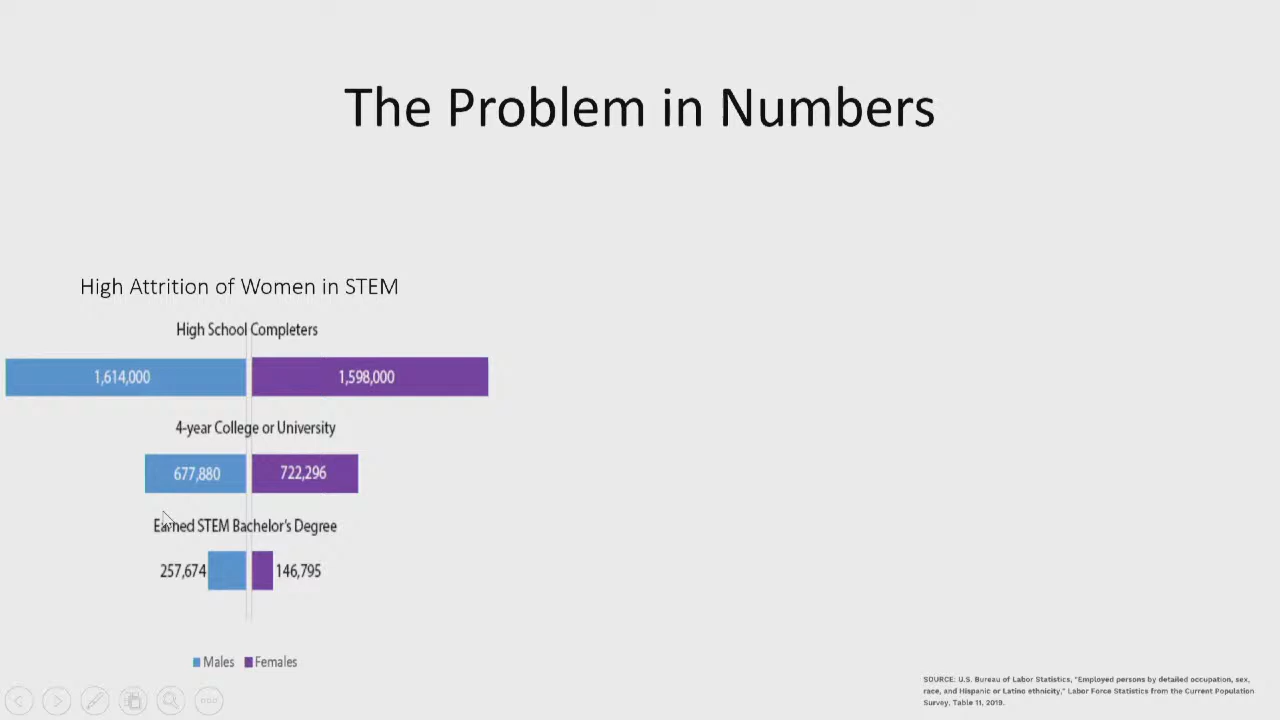 The Problem in Numbers
High Attrition of Women in STEM
High School Completers
1,614,000 1,598,000
4-year College or University
677,880 722,296
Earned STEM Bachelor's Degree
257,674 146,795
Males Females
SOURCE: U.S. Bureau of Labor Statistics, "Employed persons by detailed occupation, sex,
race, and Hispanic or Latino ethnicity," Labor Force Statistics from the Current Population
Survey, Table 11, 2019.